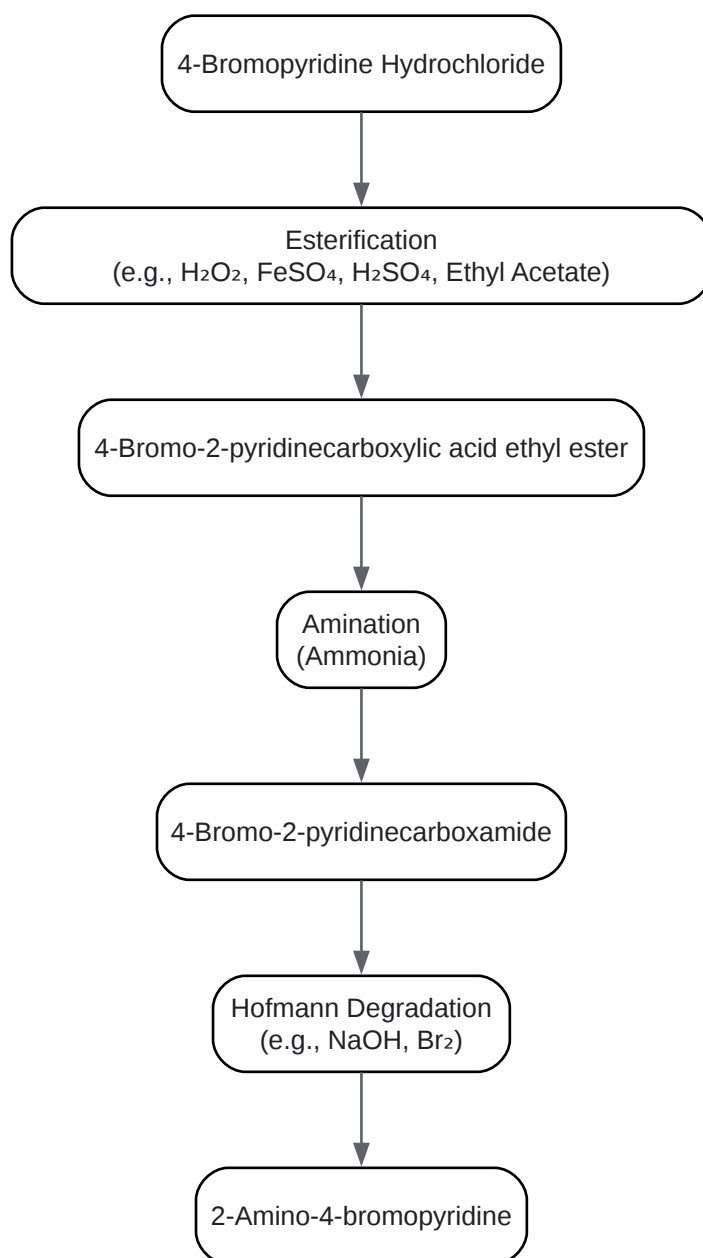 4-Bromopyridine Hydrochloride
Esterification
(e.g., H₂O₂, FeSO₄, H₂SO₄, Ethyl Acetate)
4-Bromo-2-pyridinecarboxylic acid ethyl ester
Amination
(Ammonia)
4-Bromo-2-pyridinecarboxamide
Hofmann Degradation
(e.g., NaOH, Br₂)
2-Amino-4-bromopyridine